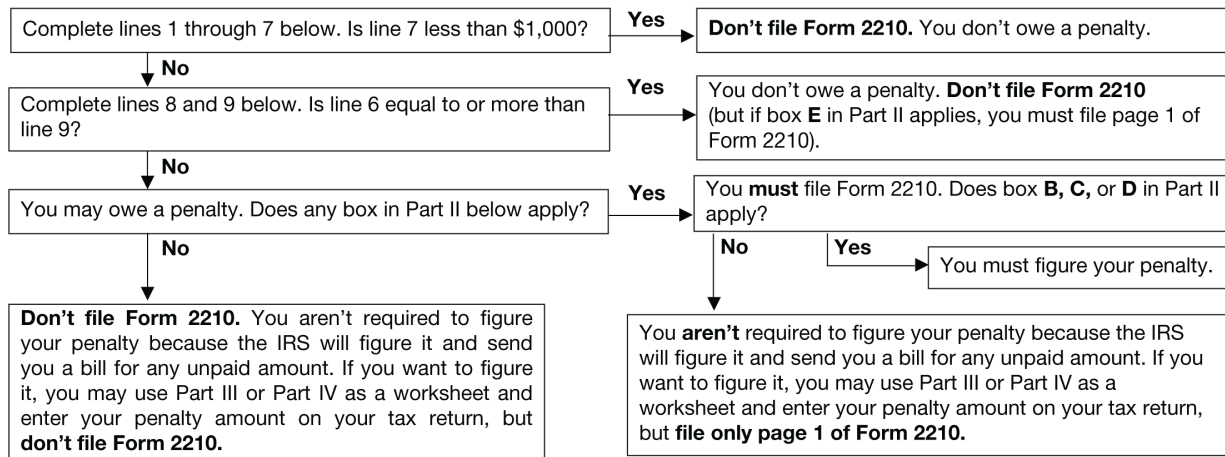 Complete lines 1 through 7 below. Is line 7 less than $1,000?
Yes
Don't file Form 2210. You don't owe a penalty.
No
Complete lines 8 and 9 below. Is line 6 equal to or more than
line 9?
Yes
You don't owe a penalty. Don't file Form 2210
(but if box E in Part II applies, you must file page 1 of
Form 2210).
No
You may owe a penalty. Does any box in Part II below apply?
Yes
You must file Form 2210. Does box B, C, or D in Part II
apply?
No
No
Yes
You must figure your penalty.
Don't file Form 2210. You aren't required to figure
your penalty because the IRS will figure it and send
you a bill for any unpaid amount. If you want to figure
it, you may use Part III or Part IV as a worksheet and
enter your penalty amount on your tax return, but
don't file Form 2210.
You aren't required to figure your penalty because the IRS
will figure it and send you a bill for any unpaid amount. If you
want to figure it, you may use Part III or Part IV as a
worksheet and enter your penalty amount on your tax return,
but file only page 1 of Form 2210.